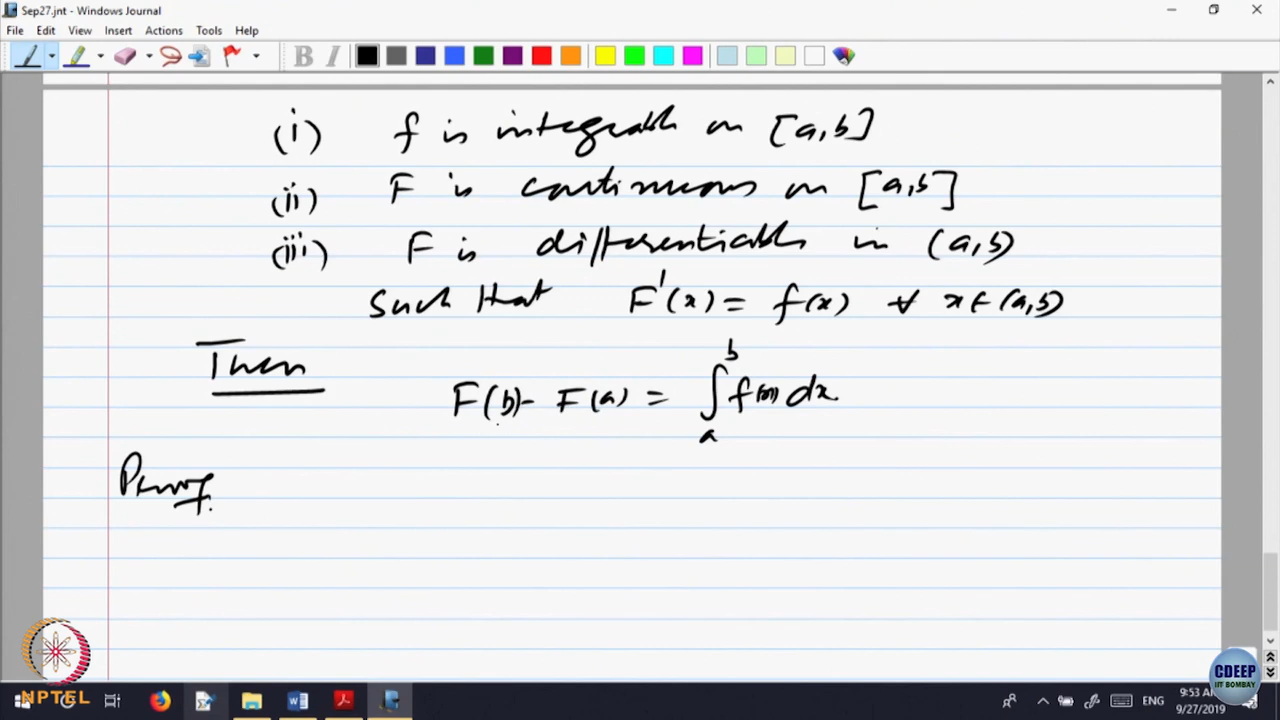 Sep27.jnt - Windows Journal
File Edit View Insert Actions Tools Help
B I
(i) f is integrable on [a,b]
(ii) F is continuous on [a,b]
(iii) F is differentiable in (a,b)
such that F'(x) = f(x) ∀ x ∈ (a,b)
Then
F(b) - F(a) = ∫_a^b f(x) dx
Proof.
NPTEL
CDEEP
IIT BOMBAY
ENG
9:53 AM
9/27/2019